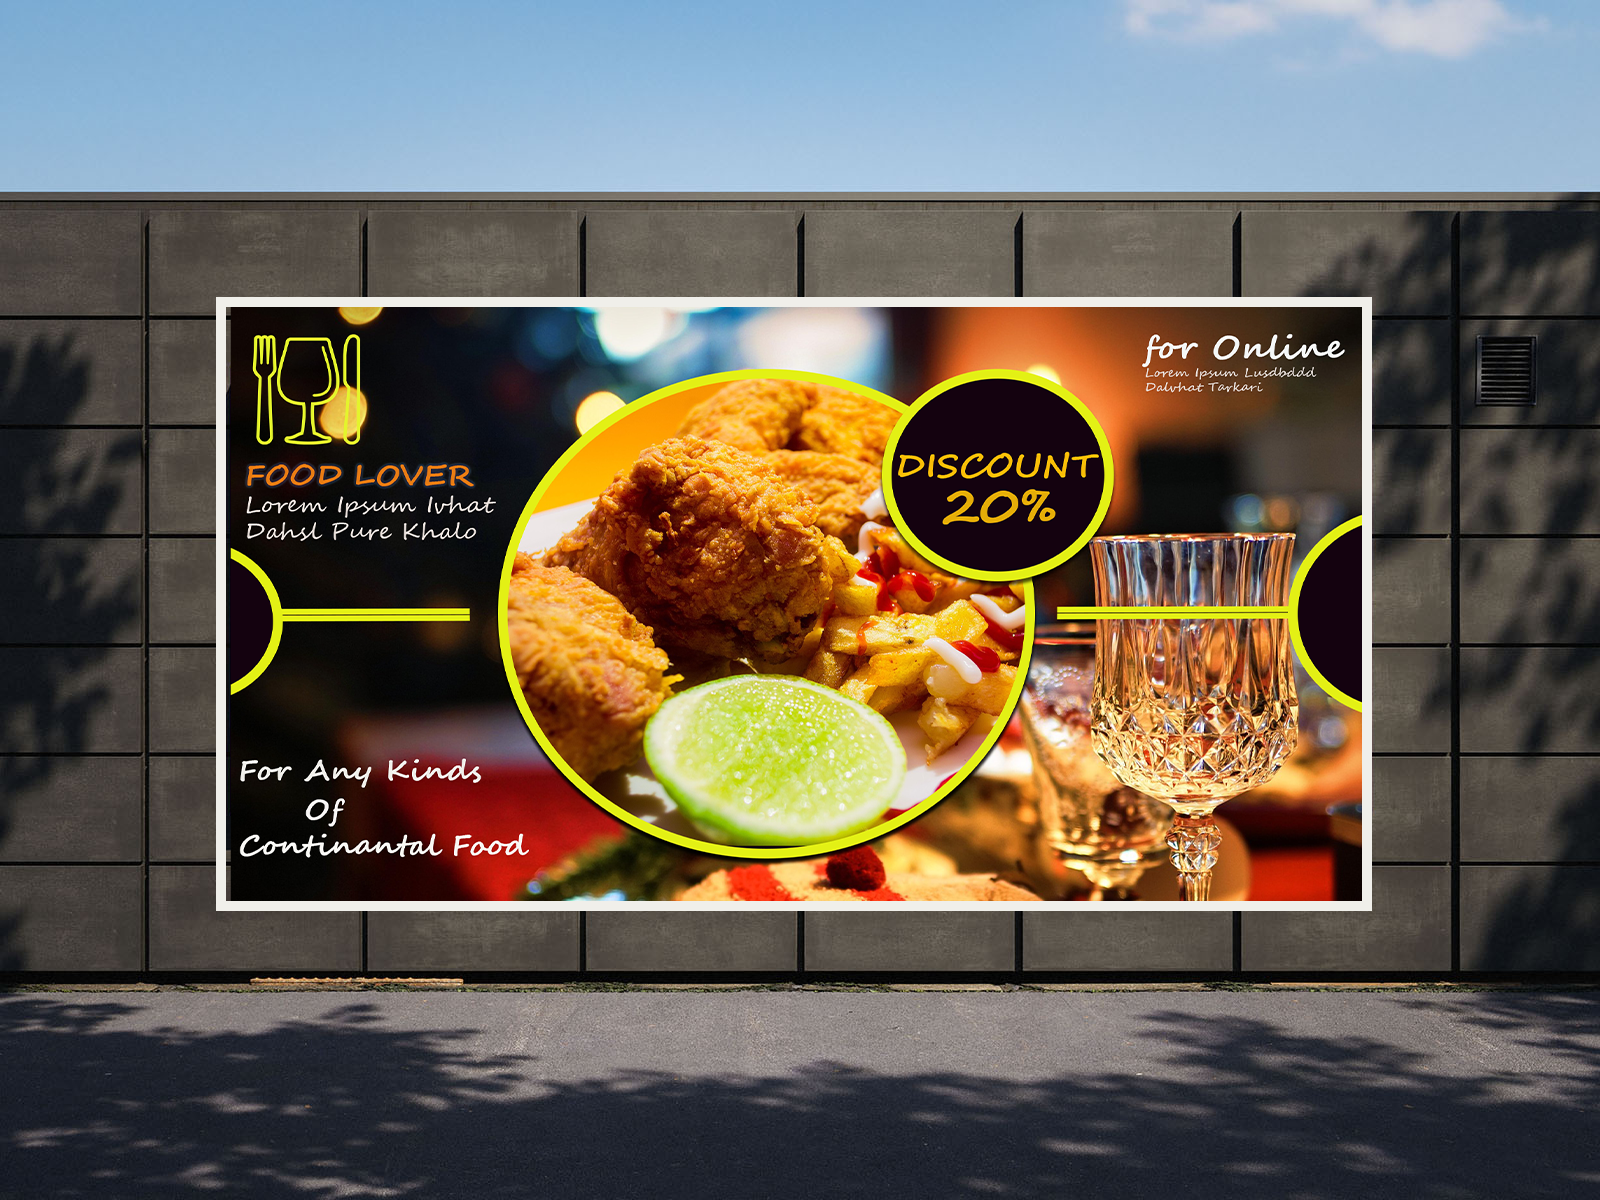 FOOD LOVER
Lorem Ipsum Ivhat
Dahsl Pure Khalo
For Any Kinds
Of
Continantal Food
DISCOUNT
20%
for Online
Lorem Ipsum Lusdbddd
Dalvhat Tarkari